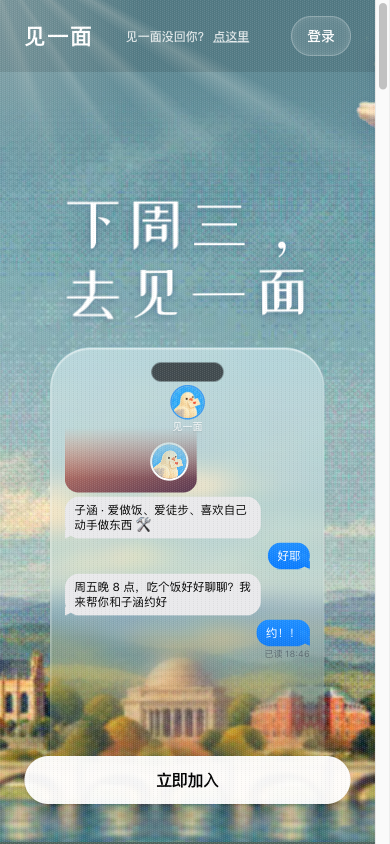 见一面
见一面没回你？ 点这里
登录
下周三，
去见一面
见一面
子涵 · 爱做饭、爱徒步、喜欢自己
动手做东西 🛠
好耶
周五晚 8 点，吃个饭好好聊聊？我
来帮你和子涵约好
约！！
已读 18:46
立即加入